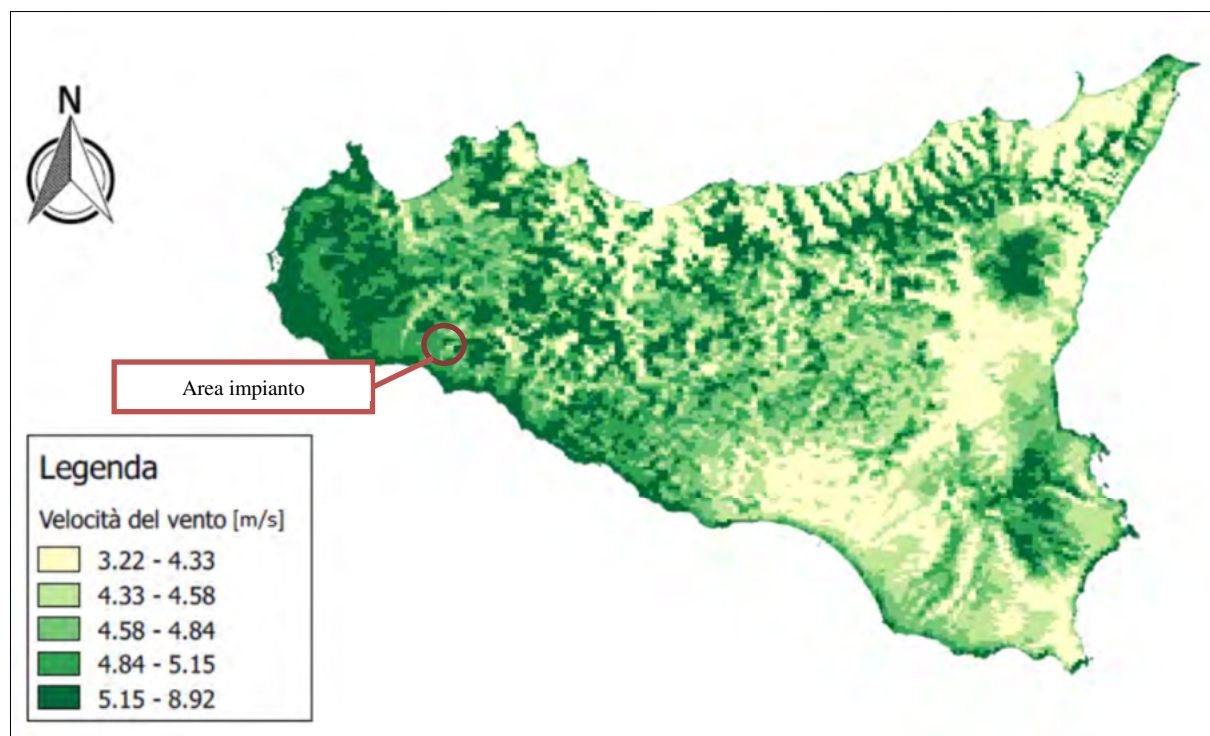 N
Area impianto
Legenda
Velocità del vento [m/s]
3.22 - 4.33
4.33 - 4.58
4.58 - 4.84
4.84 - 5.15
5.15 - 8.92